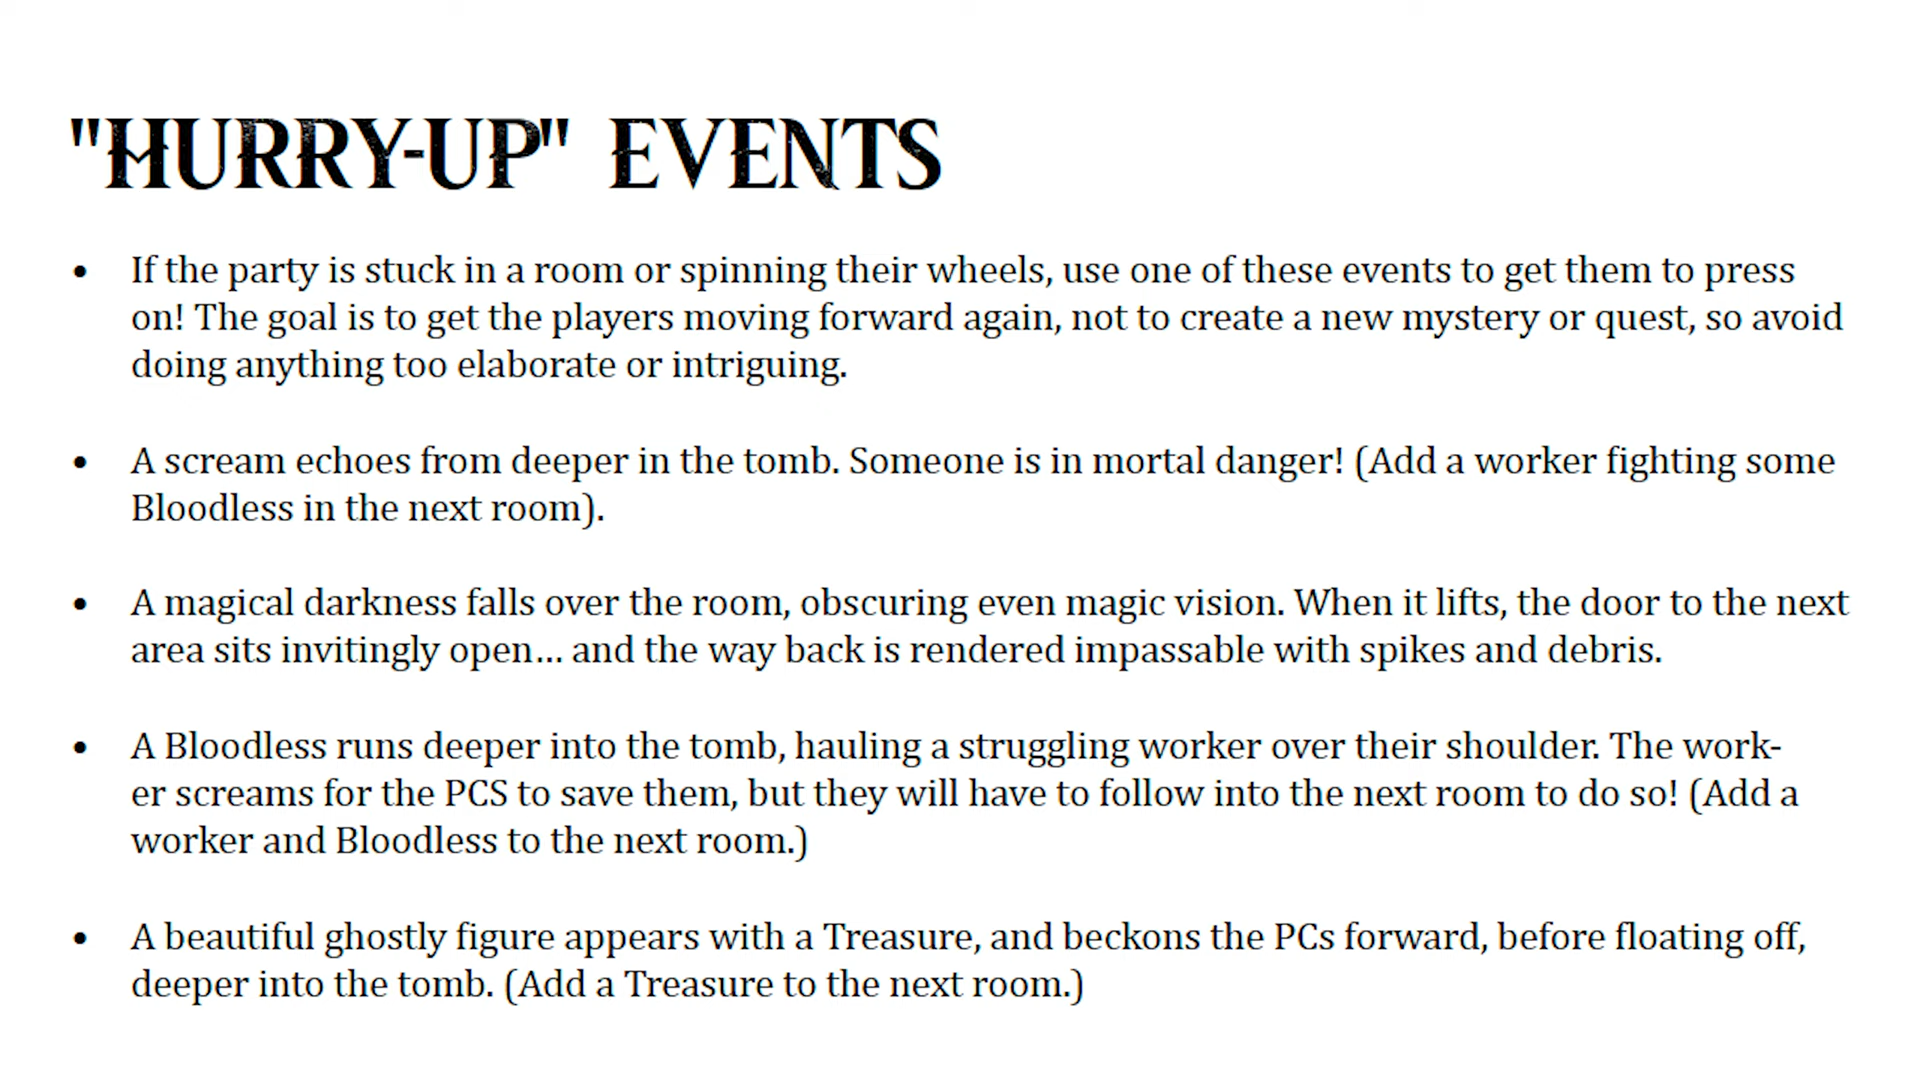 "HURRY-UP" EVENTS
• If the party is stuck in a room or spinning their wheels, use one of these events to get them to press
on! The goal is to get the players moving forward again, not to create a new mystery or quest, so avoid
doing anything too elaborate or intriguing.
• A scream echoes from deeper in the tomb. Someone is in mortal danger! (Add a worker fighting some
Bloodless in the next room).
• A magical darkness falls over the room, obscuring even magic vision. When it lifts, the door to the next
area sits invitingly open... and the way back is rendered impassable with spikes and debris.
• A Bloodless runs deeper into the tomb, hauling a struggling worker over their shoulder. The work-
er screams for the PCS to save them, but they will have to follow into the next room to do so! (Add a
worker and Bloodless to the next room.)
• A beautiful ghostly figure appears with a Treasure, and beckons the PCs forward, before floating off,
deeper into the tomb. (Add a Treasure to the next room.)